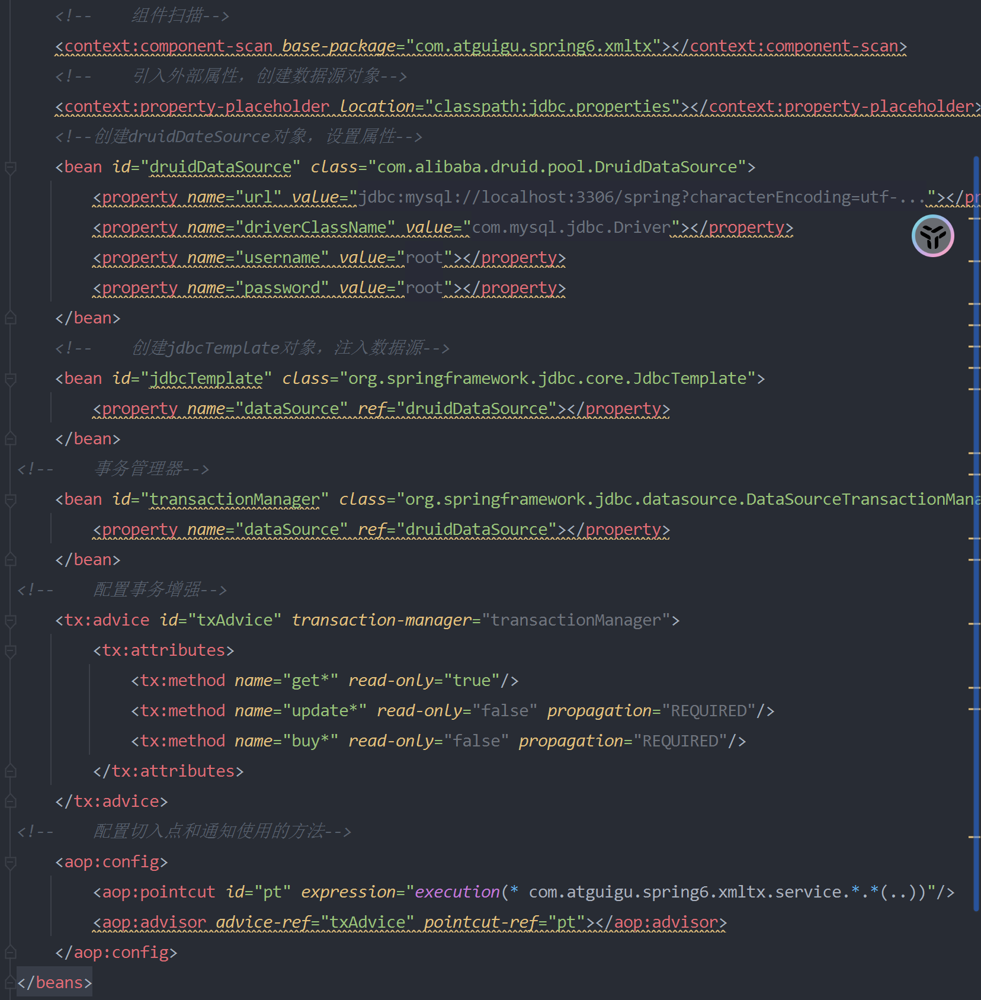 <!--    组件扫描-->
<context:component-scan base-package="com.atguigu.spring6.xmltx"></context:component-scan>
<!--    引入外部属性，创建数据源对象-->
<context:property-placeholder location="classpath:jdbc.properties"></context:property-placeholder>
<!--创建druidDateSource对象，设置属性-->
<bean id="druidDataSource" class="com.alibaba.druid.pool.DruidDataSource">
<property name="url" value="jdbc:mysql://localhost:3306/spring?characterEncoding=utf-..."></pr
<property name="driverClassName" value="com.mysql.jdbc.Driver"></property>
<property name="username" value="root"></property>
<property name="password" value="root"></property>
</bean>
<!--    创建jdbcTemplate对象，注入数据源-->
<bean id="jdbcTemplate" class="org.springframework.jdbc.core.JdbcTemplate">
<property name="dataSource" ref="druidDataSource"></property>
</bean>
<!--    事务管理器-->
<bean id="transactionManager" class="org.springframework.jdbc.datasource.DataSourceTransactionMana
<property name="dataSource" ref="druidDataSource"></property>
</bean>
<!--    配置事务增强-->
<tx:advice id="txAdvice" transaction-manager="transactionManager">
<tx:attributes>
<tx:method name="get*" read-only="true"/>
<tx:method name="update*" read-only="false" propagation="REQUIRED"/>
<tx:method name="buy*" read-only="false" propagation="REQUIRED"/>
</tx:attributes>
</tx:advice>
<!--    配置切入点和通知使用的方法-->
<aop:config>
<aop:pointcut id="pt" expression="execution(* com.atguigu.spring6.xmltx.service.*.*(..))"/>
<aop:advisor advice-ref="txAdvice" pointcut-ref="pt"></aop:advisor>
</aop:config>
</beans>